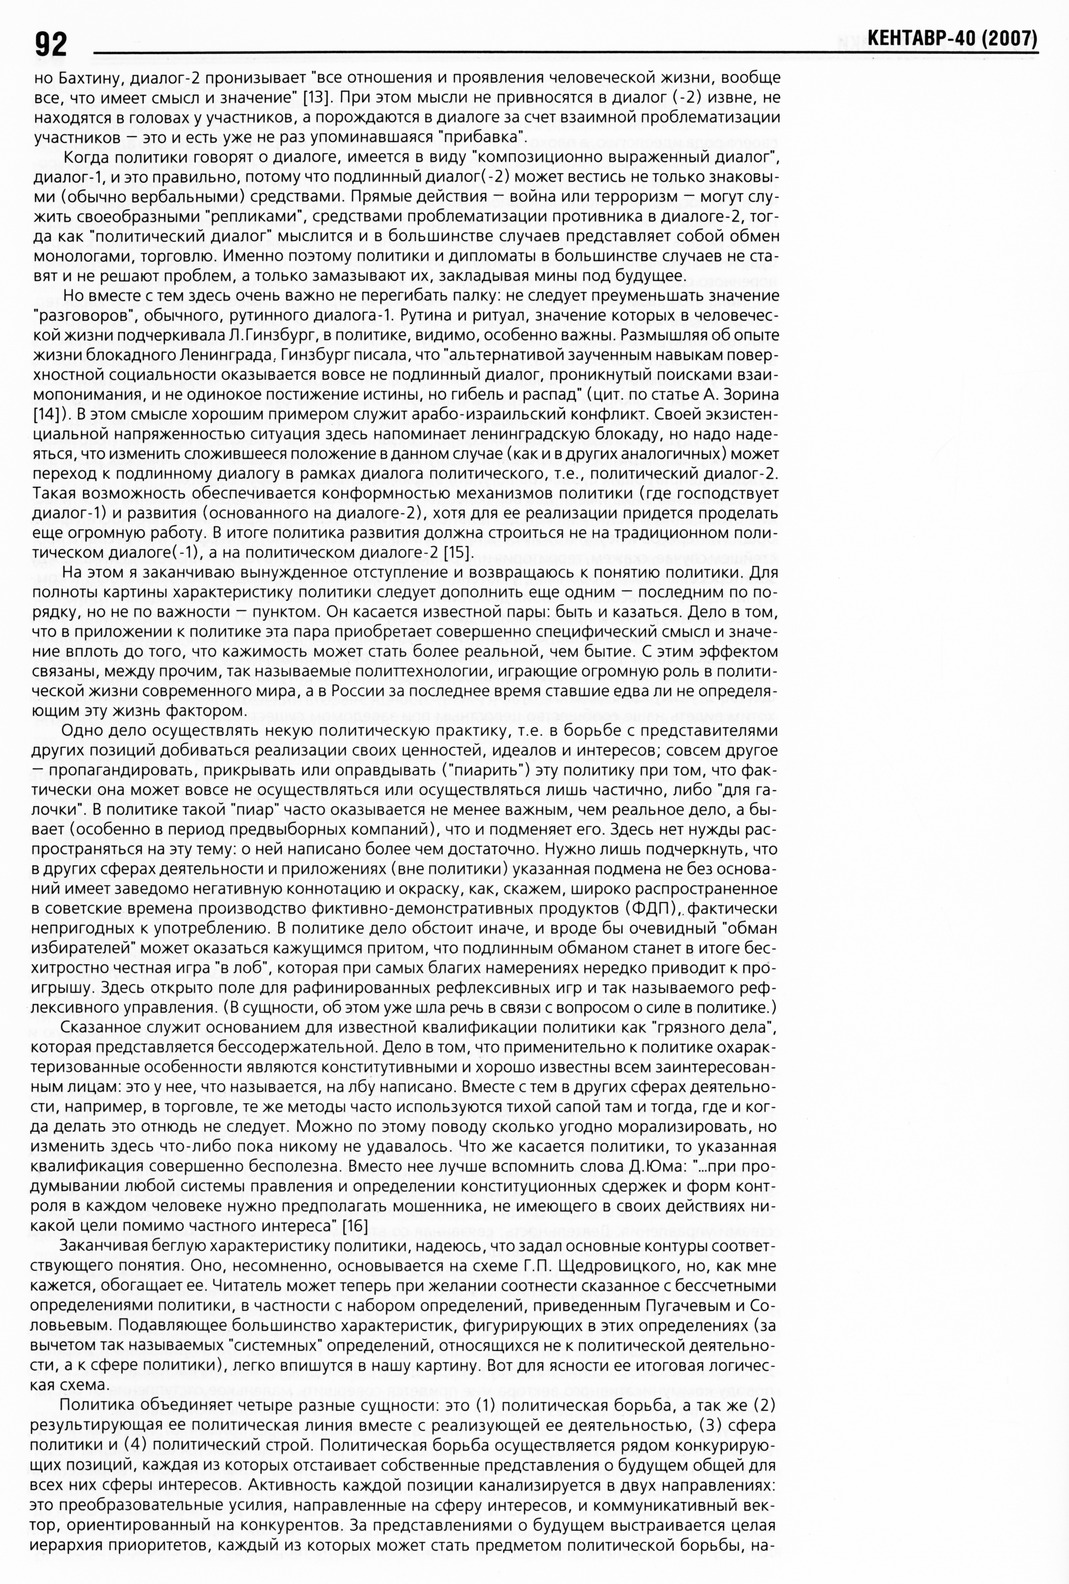 92
КЕНТАВР-40 (2007)
но Бахтину, диалог-2 пронизывает "все отношения и проявления человеческой жизни, вообще
все, что имеет смысл и значение" [13]. При этом мысли не привносятся в диалог (-2) извне, не
находятся в головах у участников, а порождаются в диалоге за счет взаимной проблематизации
участников — это и есть уже не раз упоминавшаяся "прибавка".
Когда политики говорят о диалоге, имеется в виду "композиционно выраженный диалог",
диалог-1, и это правильно, потому что подлинный диалог(-2) может вестись не только знаковы-
ми (обычно вербальными) средствами. Прямые действия — война или терроризм — могут слу-
жить своеобразными "репликами", средствами проблематизации противника в диалоге-2, тог-
да как "политический диалог" мыслится и в большинстве случаев представляет собой обмен
монологами, торговлю. Именно поэтому политики и дипломаты в большинстве случаев не ста-
вят и не решают проблем, а только замазывают их, закладывая мины под будущее.
Но вместе с тем здесь очень важно не перегибать палку: не следует преуменьшать значение
"разговоров", обычного, рутинного диалога-1. Рутина и ритуал, значение которых в человечес-
кой жизни подчеркивала Л.Гинзбург, в политике, видимо, особенно важны. Размышляя об опыте
жизни блокадного Ленинграда, Гинзбург писала, что "альтернативой заученным навыкам повер-
хностной социальности оказывается вовсе не подлинный диалог, проникнутый поисками взаи-
мопонимания, и не одинокое постижение истины, но гибель и распад" (цит. по статье А. Зорина
[14]). В этом смысле хорошим примером служит арабо-израильский конфликт. Своей экзистен-
циальной напряженностью ситуация здесь напоминает ленинградскую блокаду, но надо наде-
яться, что изменить сложившееся положение в данном случае (как и в других аналогичных) может
переход к подлинному диалогу в рамках диалога политического, т.е., политический диалог-2.
Такая возможность обеспечивается конформностью механизмов политики (где господствует
диалог-1) и развития (основанного на диалоге-2), хотя для ее реализации придется проделать
еще огромную работу. В итоге политика развития должна строиться не на традиционном поли-
тическом диалоге(-1), а на политическом диалоге-2 [15].
На этом я заканчиваю вынужденное отступление и возвращаюсь к понятию политики. Для
полноты картины характеристику политики следует дополнить еще одним — последним по по-
рядку, но не по важности — пунктом. Он касается известной пары: быть и казаться. Дело в том,
что в приложении к политике эта пара приобретает совершенно специфический смысл и значе-
ние вплоть до того, что кажимость может стать более реальной, чем бытие. С этим эффектом
связаны, между прочим, так называемые политтехнологии, играющие огромную роль в полити-
ческой жизни современного мира, а в России за последнее время ставшие едва ли не определя-
ющим эту жизнь фактором.
Одно дело осуществлять некую политическую практику, т.е. в борьбе с представителями
других позиций добиваться реализации своих ценностей, идеалов и интересов; совсем другое
— пропагандировать, прикрывать или оправдывать ("пиарить") эту политику при том, что фак-
тически она может вовсе не осуществляться или осуществляться лишь частично, либо "для га-
лочки". В политике такой "пиар" часто оказывается не менее важным, чем реальное дело, а бы-
вает (особенно в период предвыборных компаний), что и подменяет его. Здесь нет нужды рас-
пространяться на эту тему: о ней написано более чем достаточно. Нужно лишь подчеркнуть, что
в других сферах деятельности и приложениях (вне политики) указанная подмена не без основа-
ний имеет заведомо негативную коннотацию и окраску, как, скажем, широко распространенное
в советские времена производство фиктивно-демонстративных продуктов (ФДП), фактически
непригодных к употреблению. В политике дело обстоит иначе, и вроде бы очевидный "обман
избирателей" может оказаться кажущимся притом, что подлинным обманом станет в итоге бес-
хитростно честная игра "в лоб", которая при самых благих намерениях нередко приводит к про-
игрышу. Здесь открыто поле для рафинированных рефлексивных игр и так называемого реф-
лексивного управления. (В сущности, об этом уже шла речь в связи с вопросом о силе в политике.)
Сказанное служит основанием для известной квалификации политики как "грязного дела",
которая представляется бессодержательной. Дело в том, что применительно к политике охарак-
теризованные особенности являются конститутивными и хорошо известны всем заинтересован-
ным лицам: это у нее, что называется, на лбу написано. Вместе с тем в других сферах деятельно-
сти, например, в торговле, те же методы часто используются тихой сапой там и тогда, где и ког-
да делать это отнюдь не следует. Можно по этому поводу сколько угодно морализировать, но
изменить здесь что-либо пока никому не удавалось. Что же касается политики, то указанная
квалификация совершенно бесполезна. Вместо нее лучше вспомнить слова Д.Юма: "...при про-
думывании любой системы правления и определении конституционных сдержек и форм конт-
роля в каждом человеке нужно предполагать мошенника, не имеющего в своих действиях ни-
какой цели помимо частного интереса" [16]
Заканчивая беглую характеристику политики, надеюсь, что задал основные контуры соответ-
ствующего понятия. Оно, несомненно, основывается на схеме Г.П. Щедровицкого, но, как мне
кажется, обогащает ее. Читатель может теперь при желании соотнести сказанное с бессчетными
определениями политики, в частности с набором определений, приведенным Пугачевым и Со-
ловьевым. Подавляющее большинство характеристик, фигурирующих в этих определениях (за
вычетом так называемых "системных" определений, относящихся не к политической деятельно-
сти, а к сфере политики), легко впишутся в нашу картину. Вот для ясности ее итоговая логичес-
кая схема.
Политика объединяет четыре разные сущности: это (1) политическая борьба, а так же (2)
результирующая ее политическая линия вместе с реализующей ее деятельностью, (3) сфера
политики и (4) политический строй. Политическая борьба осуществляется рядом конкурирую-
щих позиций, каждая из которых отстаивает собственные представления о будущем общей для
всех них сферы интересов. Активность каждой позиции канализируется в двух направлениях:
это преобразовательные усилия, направленные на сферу интересов, и коммуникативный век-
тор, ориентированный на конкурентов. За представлениями о будущем выстраивается целая
иерархия приоритетов, каждый из которых может стать предметом политической борьбы, на-